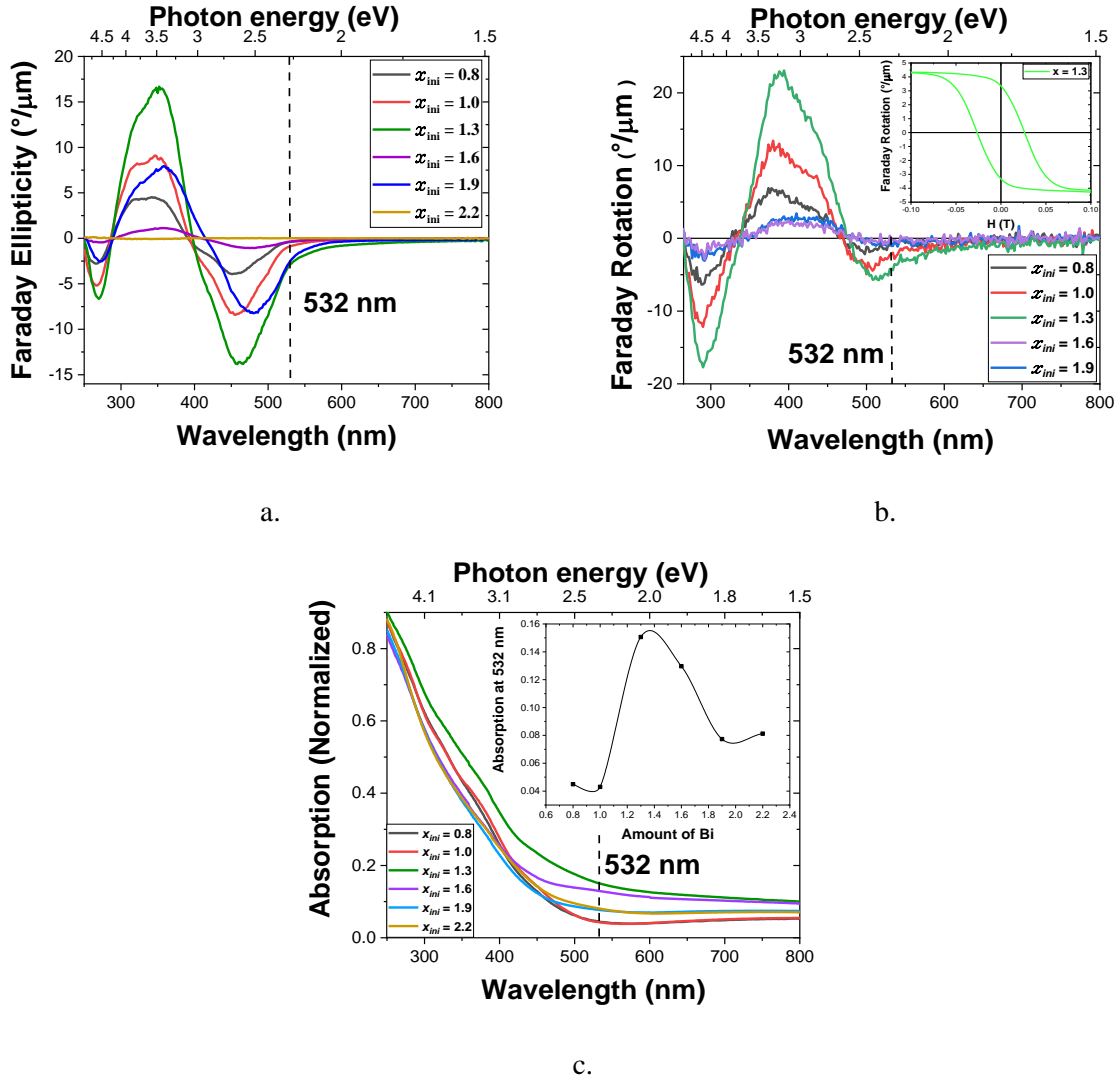 Photon energy (eV)
4.5 4 3.5 3 2.5 2 1.5
Faraday Ellipticity (°/μm)
20
15
10
5
0
-5
-10
-15
x_ini = 0.8
x_ini = 1.0
x_ini = 1.3
x_ini = 1.6
x_ini = 1.9
x_ini = 2.2
532 nm
300 400 500 600 700 800
Wavelength (nm)
a.
Photon energy (eV)
4.5 4 3.5 3 2.5 2 1.5
Faraday Rotation (°/μm)
20
10
0
-10
-20
Faraday Rotation (°/μm)
5
4
3
2
1
0
-1
-2
-3
-4
-5
x = 1.3
-0.10 -0.05 0.00 0.05 0.10
H (T)
x_ini = 0.8
x_ini = 1.0
x_ini = 1.3
x_ini = 1.6
x_ini = 1.9
532 nm
300 400 500 600 700 800
Wavelength (nm)
b.
Photon energy (eV)
4.1 3.1 2.4 2.0 1.8 1.5
Absorption (Normalized)
0.8
0.6
0.4
0.2
0.0
Absorption at 532 nm
0.16
0.14
0.12
0.10
0.08
0.06
0.04
0.6 0.8 1.0 1.2 1.4 1.6 1.8 2.0 2.2 2.4
Amount of Bi
x_ini = 0.8
x_ini = 1.0
x_ini = 1.3
x_ini = 1.6
x_ini = 1.9
x_ini = 2.2
532 nm
300 400 500 600 700 800
Wavelength (nm)
c.